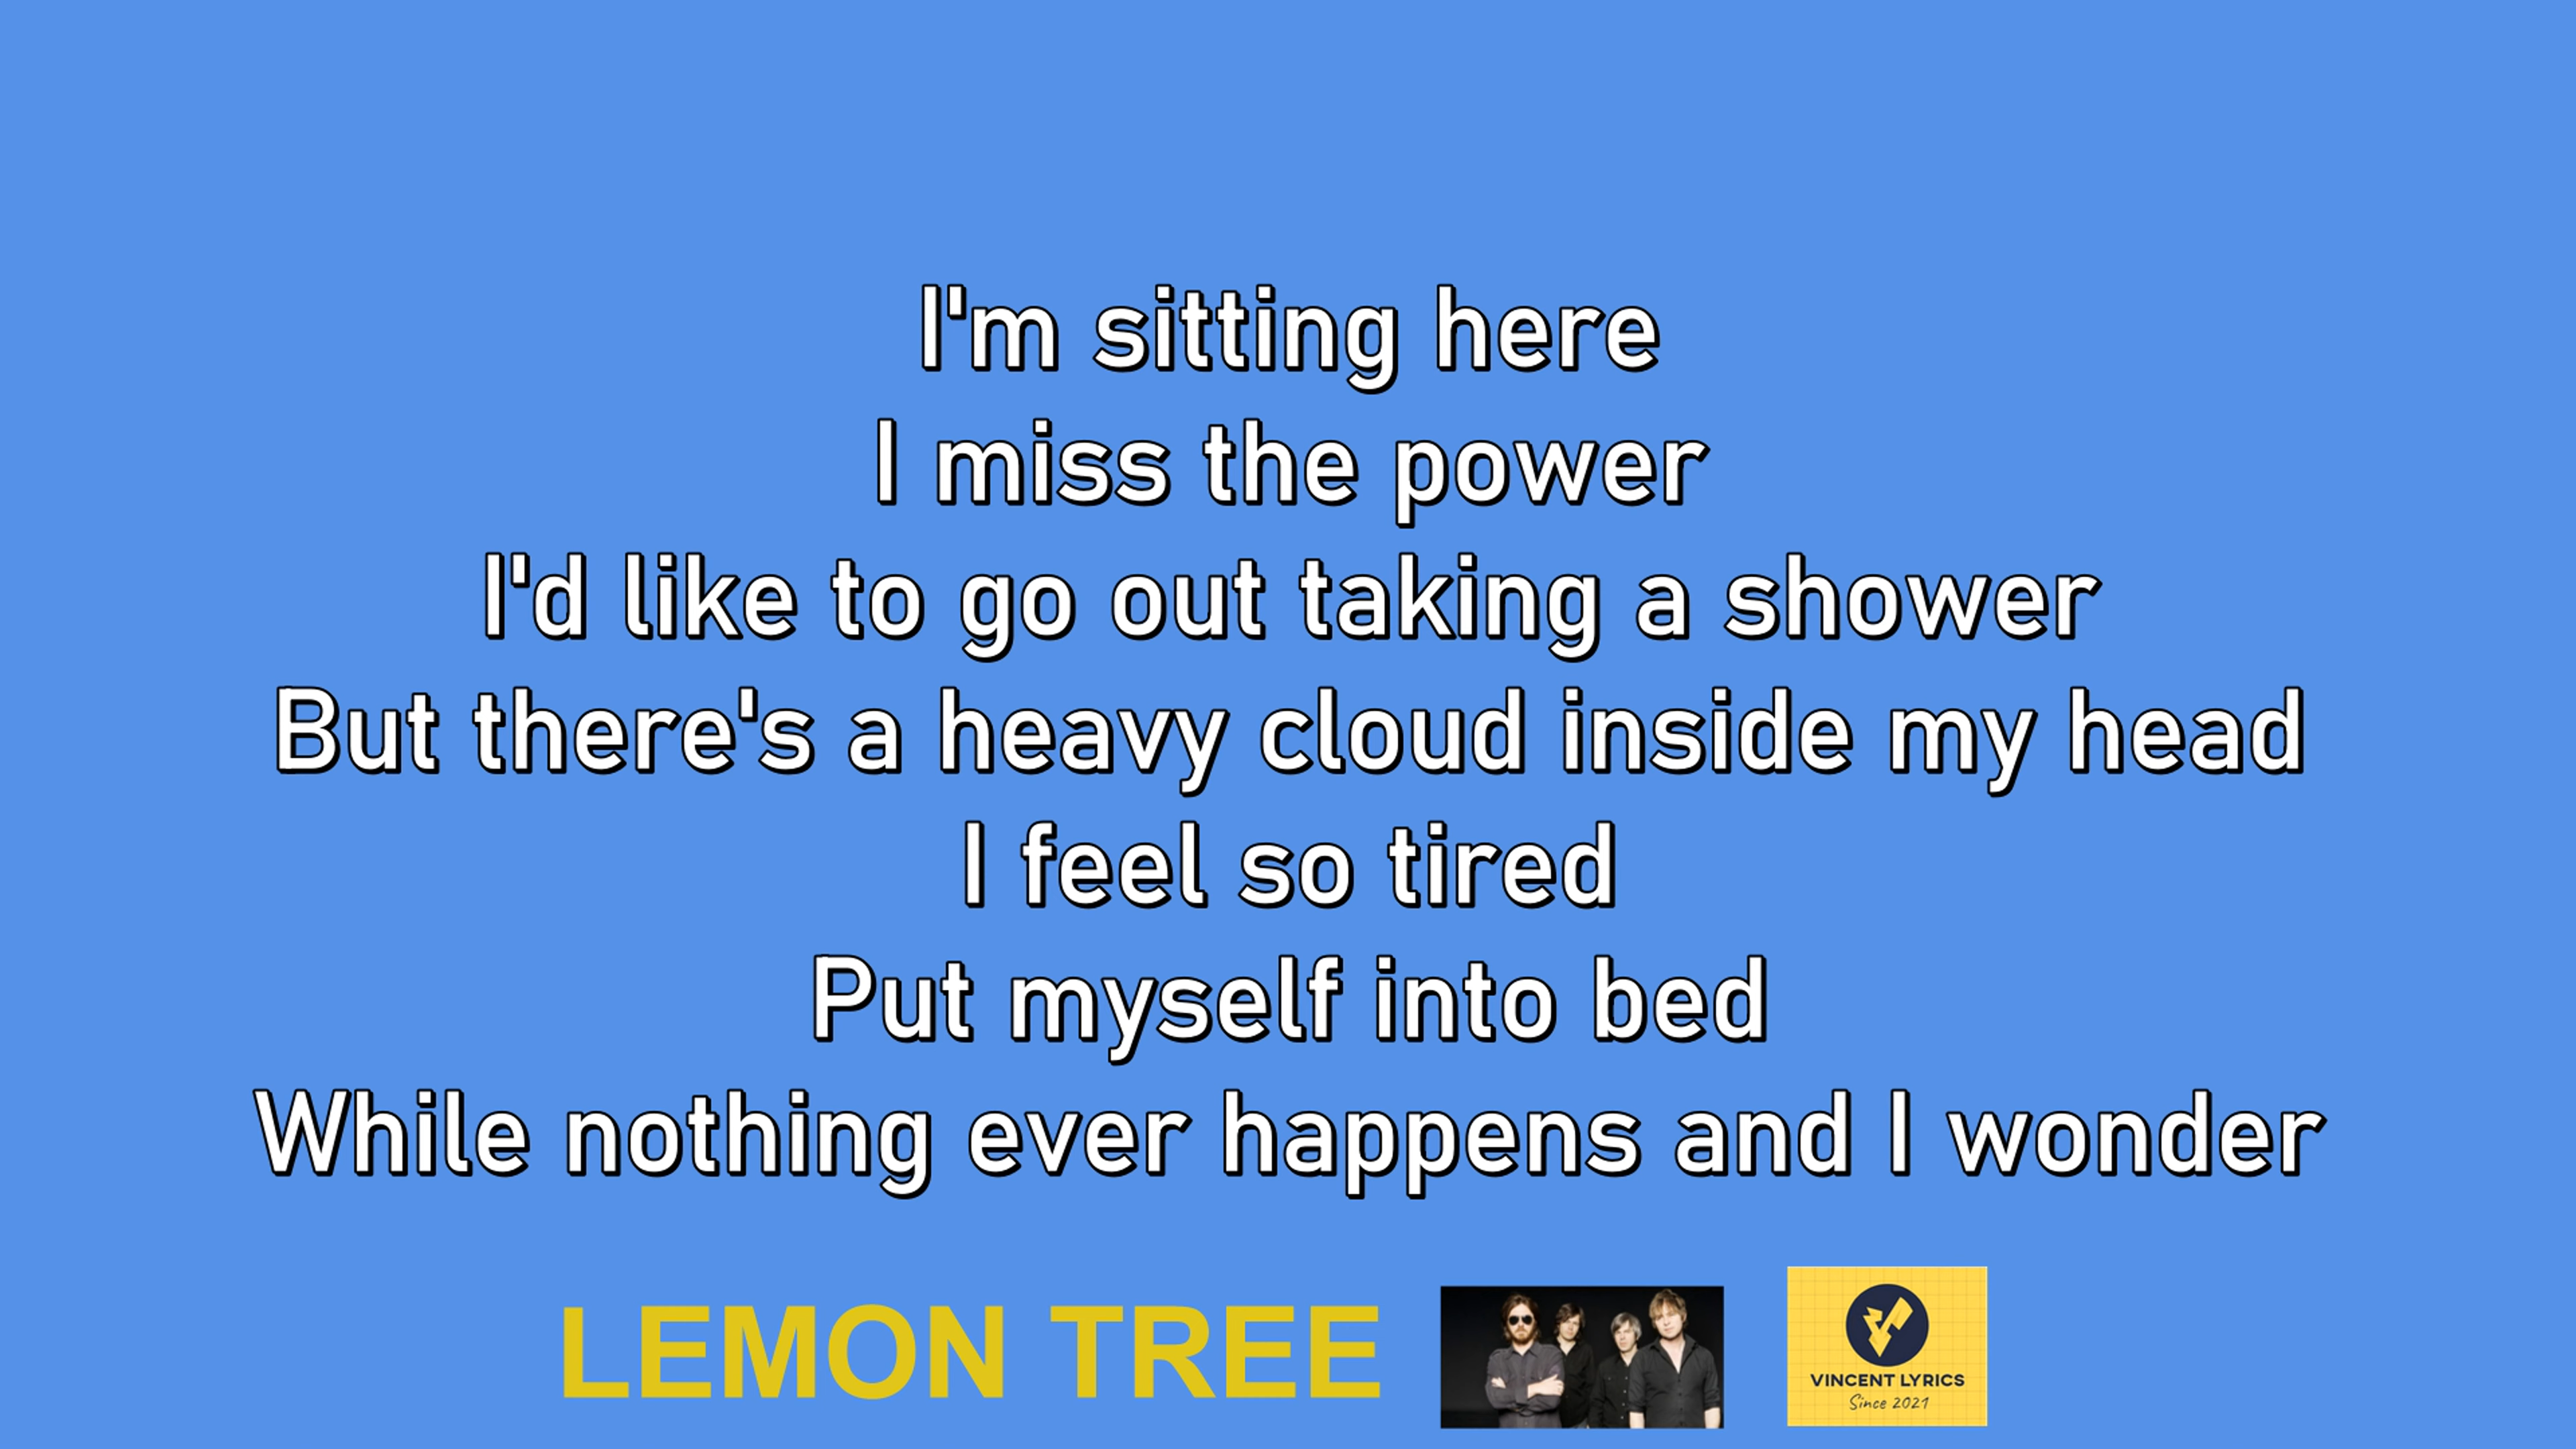 I'm sitting here
I miss the power
I'd like to go out taking a shower
But there's a heavy cloud inside my head
I feel so tired
Put myself into bed
While nothing ever happens and I wonder
LEMON TREE
VINCENT LYRICS
Since 2021